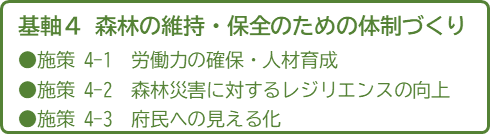 基軸４ 森林の維持・保全のための体制づくり
●施策 4-1 労働力の確保・人材育成
●施策 4-2 森林災害に対するレジリエンスの向上
●施策 4-3 府民への見える化